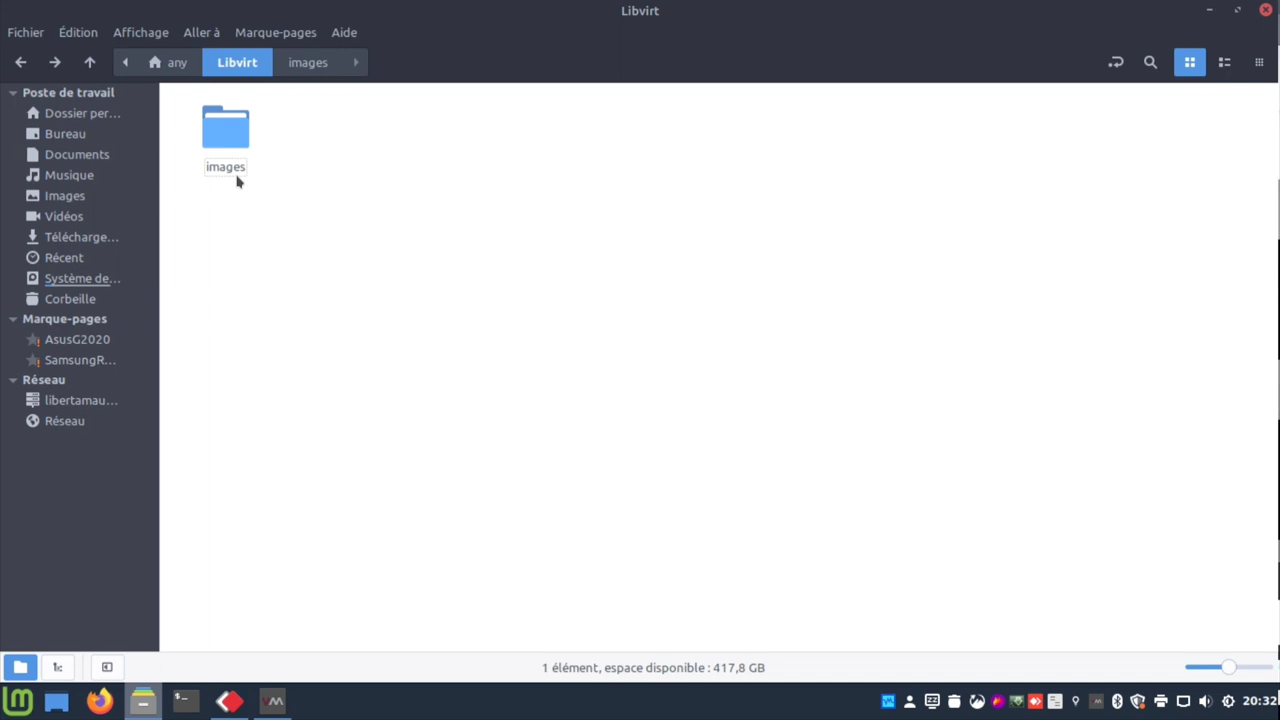 Libvirt
Fichier Édition Affichage Aller à Marque-pages Aide
any Libvirt images
Poste de travail
Dossier per...
Bureau
Documents
Musique
Images
Vidéos
Télécharge...
Récent
Système de...
Corbeille
Marque-pages
AsusG2020
SamsungR...
Réseau
libertamau...
Réseau
images
1 élément, espace disponible : 417,8 GB
20:32